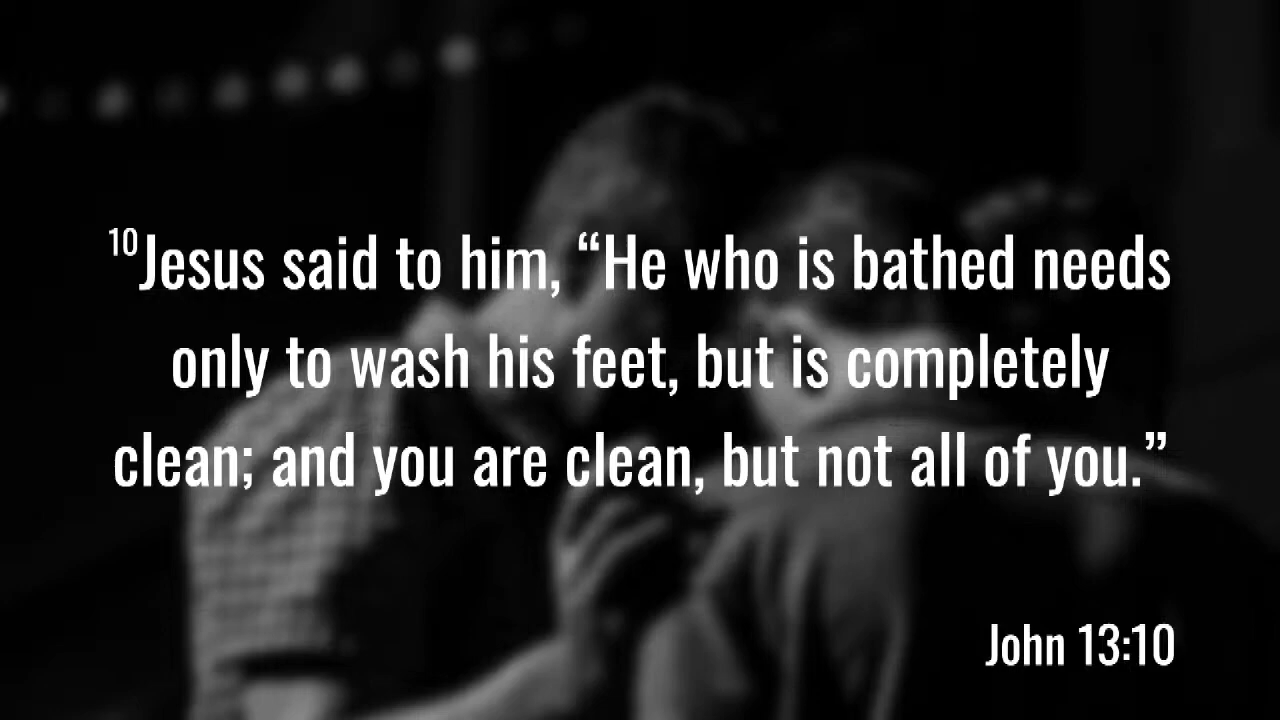 10Jesus said to him, “He who is bathed needs
only to wash his feet, but is completely
clean; and you are clean, but not all of you.”
John 13:10